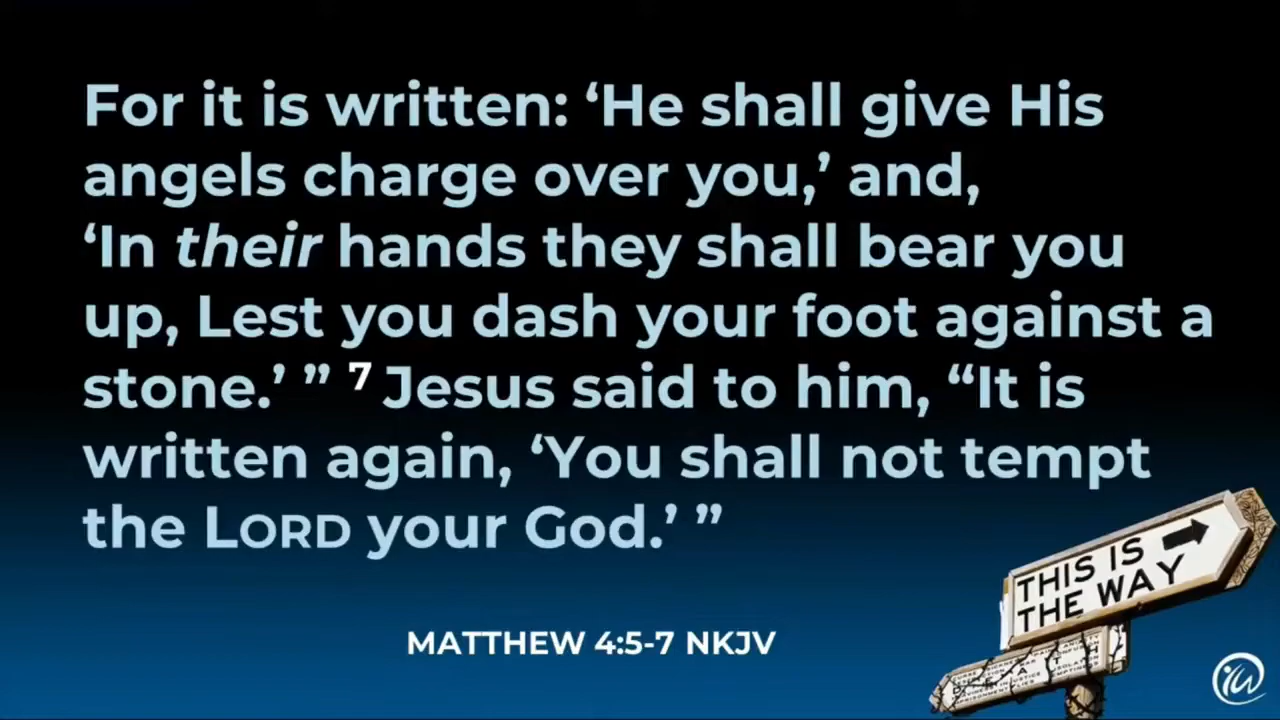 For it is written: ‘He shall give His
angels charge over you,’ and,
‘In their hands they shall bear you
up, Lest you dash your foot against a
stone.’ ” 7 Jesus said to him, “It is
written again, ‘You shall not tempt
the LORD your God.’ ”
THIS IS
THE WAY
MATTHEW 4:5-7 NKJV